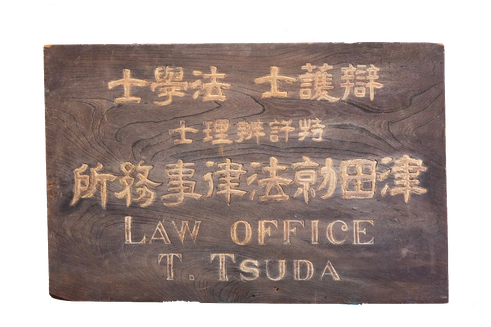 辯護士 法學士
特許辨理士
津田勍法律事務所
LAW OFFICE
T. TSUDA